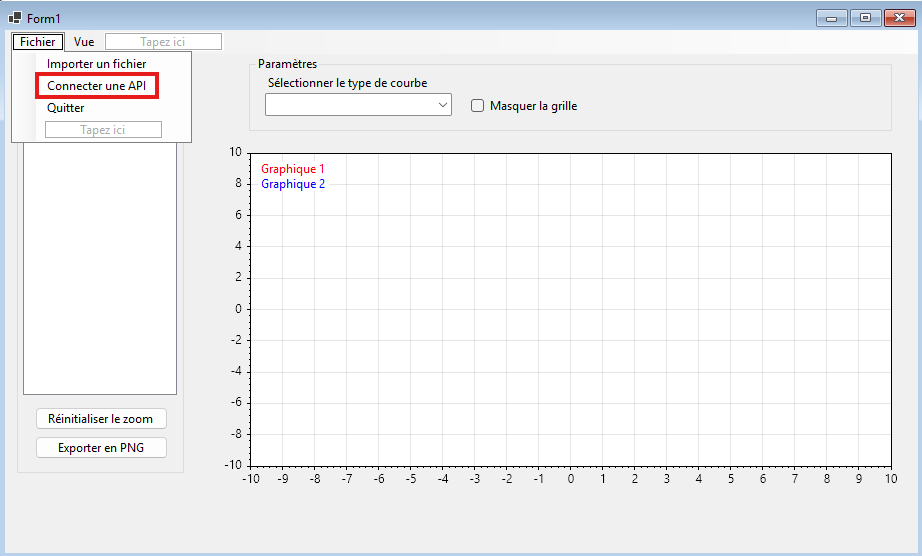 Form1
Fichier Vue Tapez ici
Importer un fichier
Connecter une API
Quitter
Tapez ici
Paramètres
Sélectionner le type de courbe
Masquer la grille
Graphique 1
Graphique 2
10
8
6
4
2
0
-2
-4
-6
-8
-10
-10 -9 -8 -7 -6 -5 -4 -3 -2 -1 0 1 2 3 4 5 6 7 8 9 10
Réinitialiser le zoom
Exporter en PNG